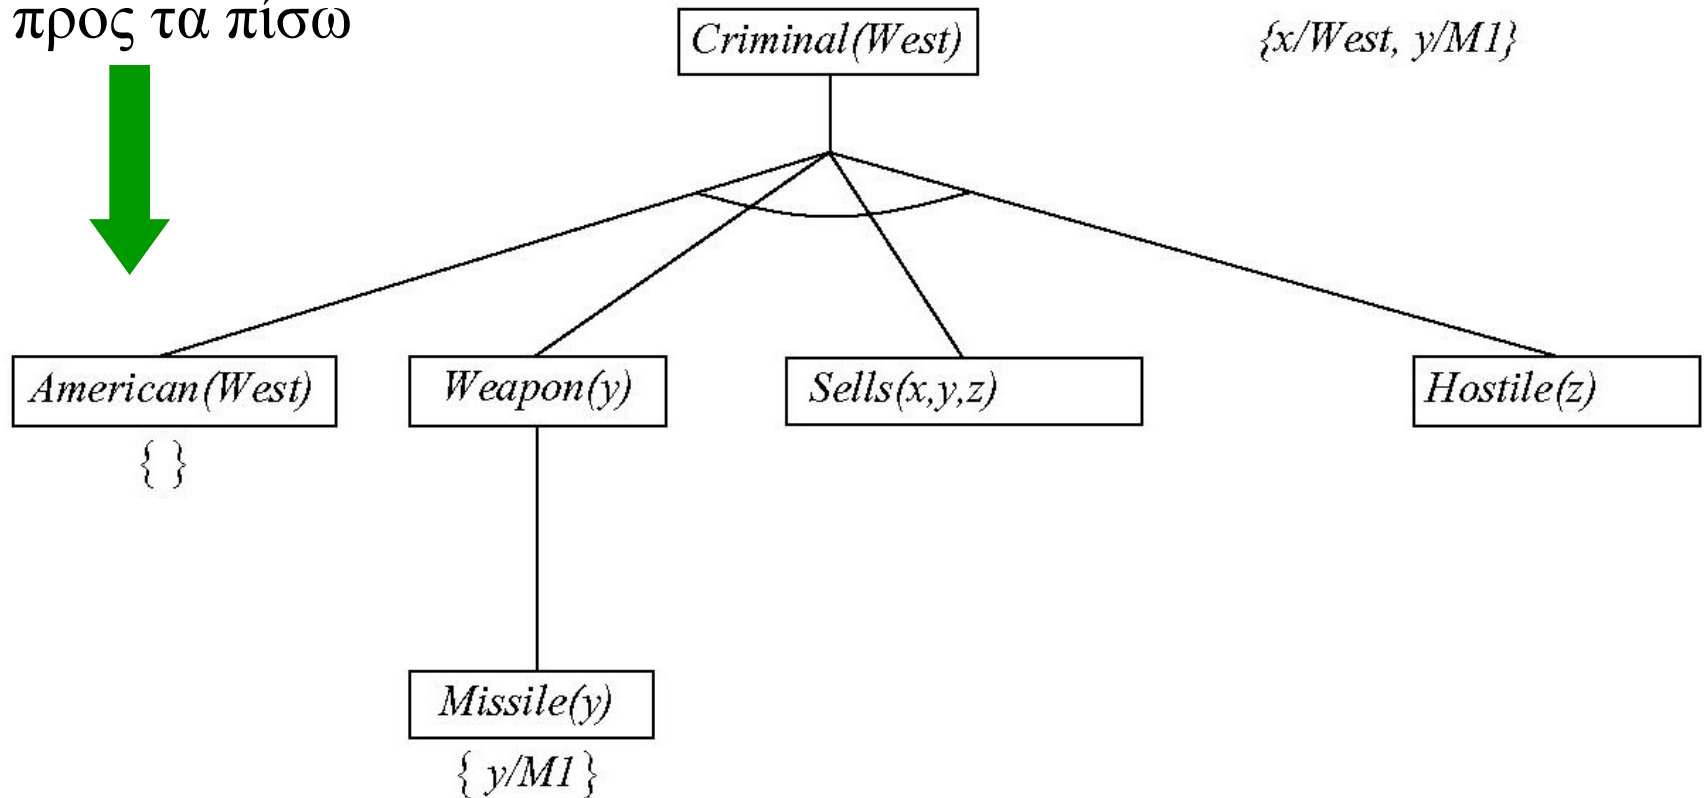 προς τα πίσω
Criminal(West)
{x/West, y/M1}
American(West)
Weapon(y)
Sells(x,y,z)
Hostile(z)
{ }
Missile(y)
{ y/M1 }